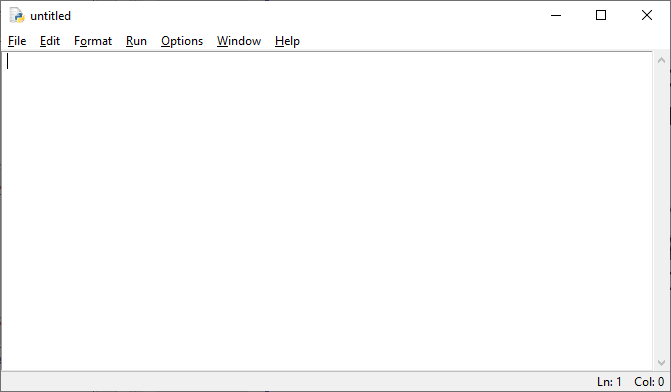 untitled
File Edit Format Run Options Window Help
Ln: 1 Col: 0